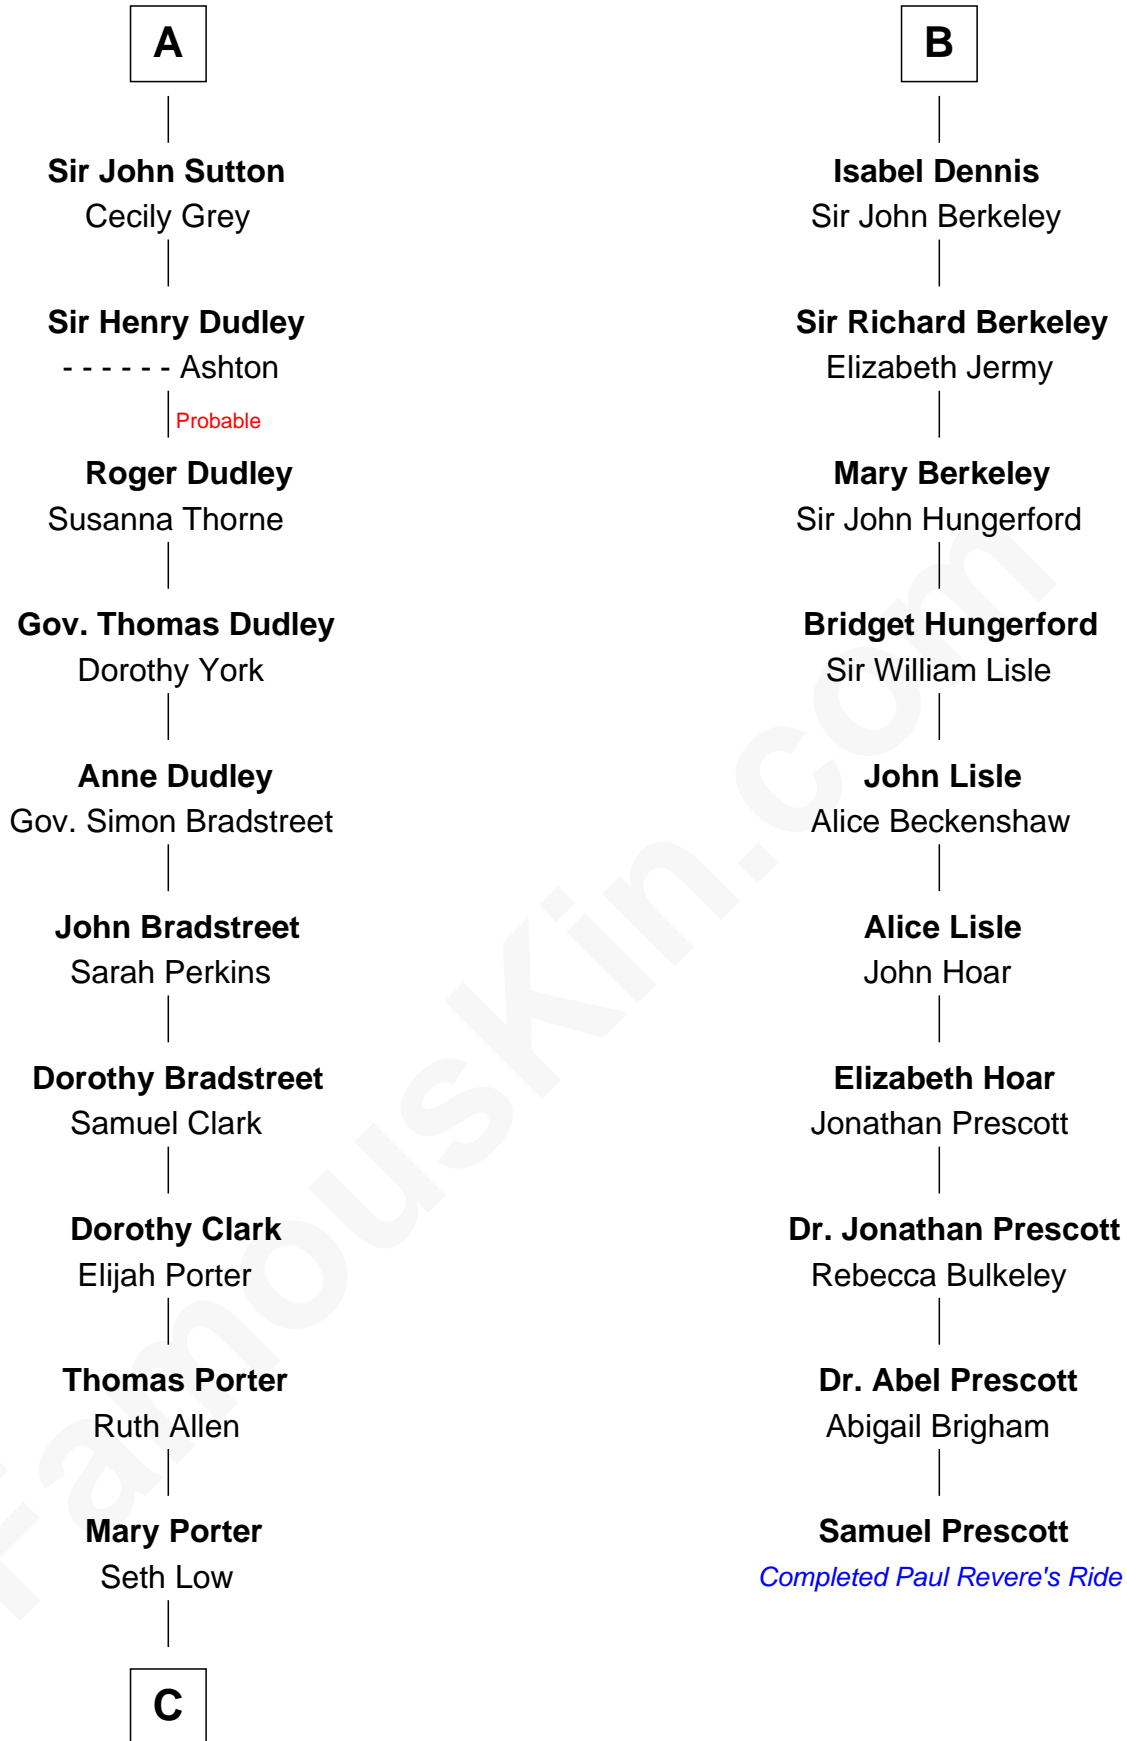 A
Sir John Sutton
Cecily Grey
Sir Henry Dudley
- - - - - - Ashton
Probable
Roger Dudley
Susanna Thorne
Gov. Thomas Dudley
Dorothy York
Anne Dudley
Gov. Simon Bradstreet
John Bradstreet
Sarah Perkins
Dorothy Bradstreet
Samuel Clark
Dorothy Clark
Elijah Porter
Thomas Porter
Ruth Allen
Mary Porter
Seth Low
C
B
Isabel Dennis
Sir John Berkeley
Sir Richard Berkeley
Elizabeth Jermy
Mary Berkeley
Sir John Hungerford
Bridget Hungerford
Sir William Lisle
John Lisle
Alice Beckenshaw
Alice Lisle
John Hoar
Elizabeth Hoar
Jonathan Prescott
Dr. Jonathan Prescott
Rebecca Bulkeley
Dr. Abel Prescott
Abigail Brigham
Samuel Prescott
Completed Paul Revere's Ride
FamousKin.com